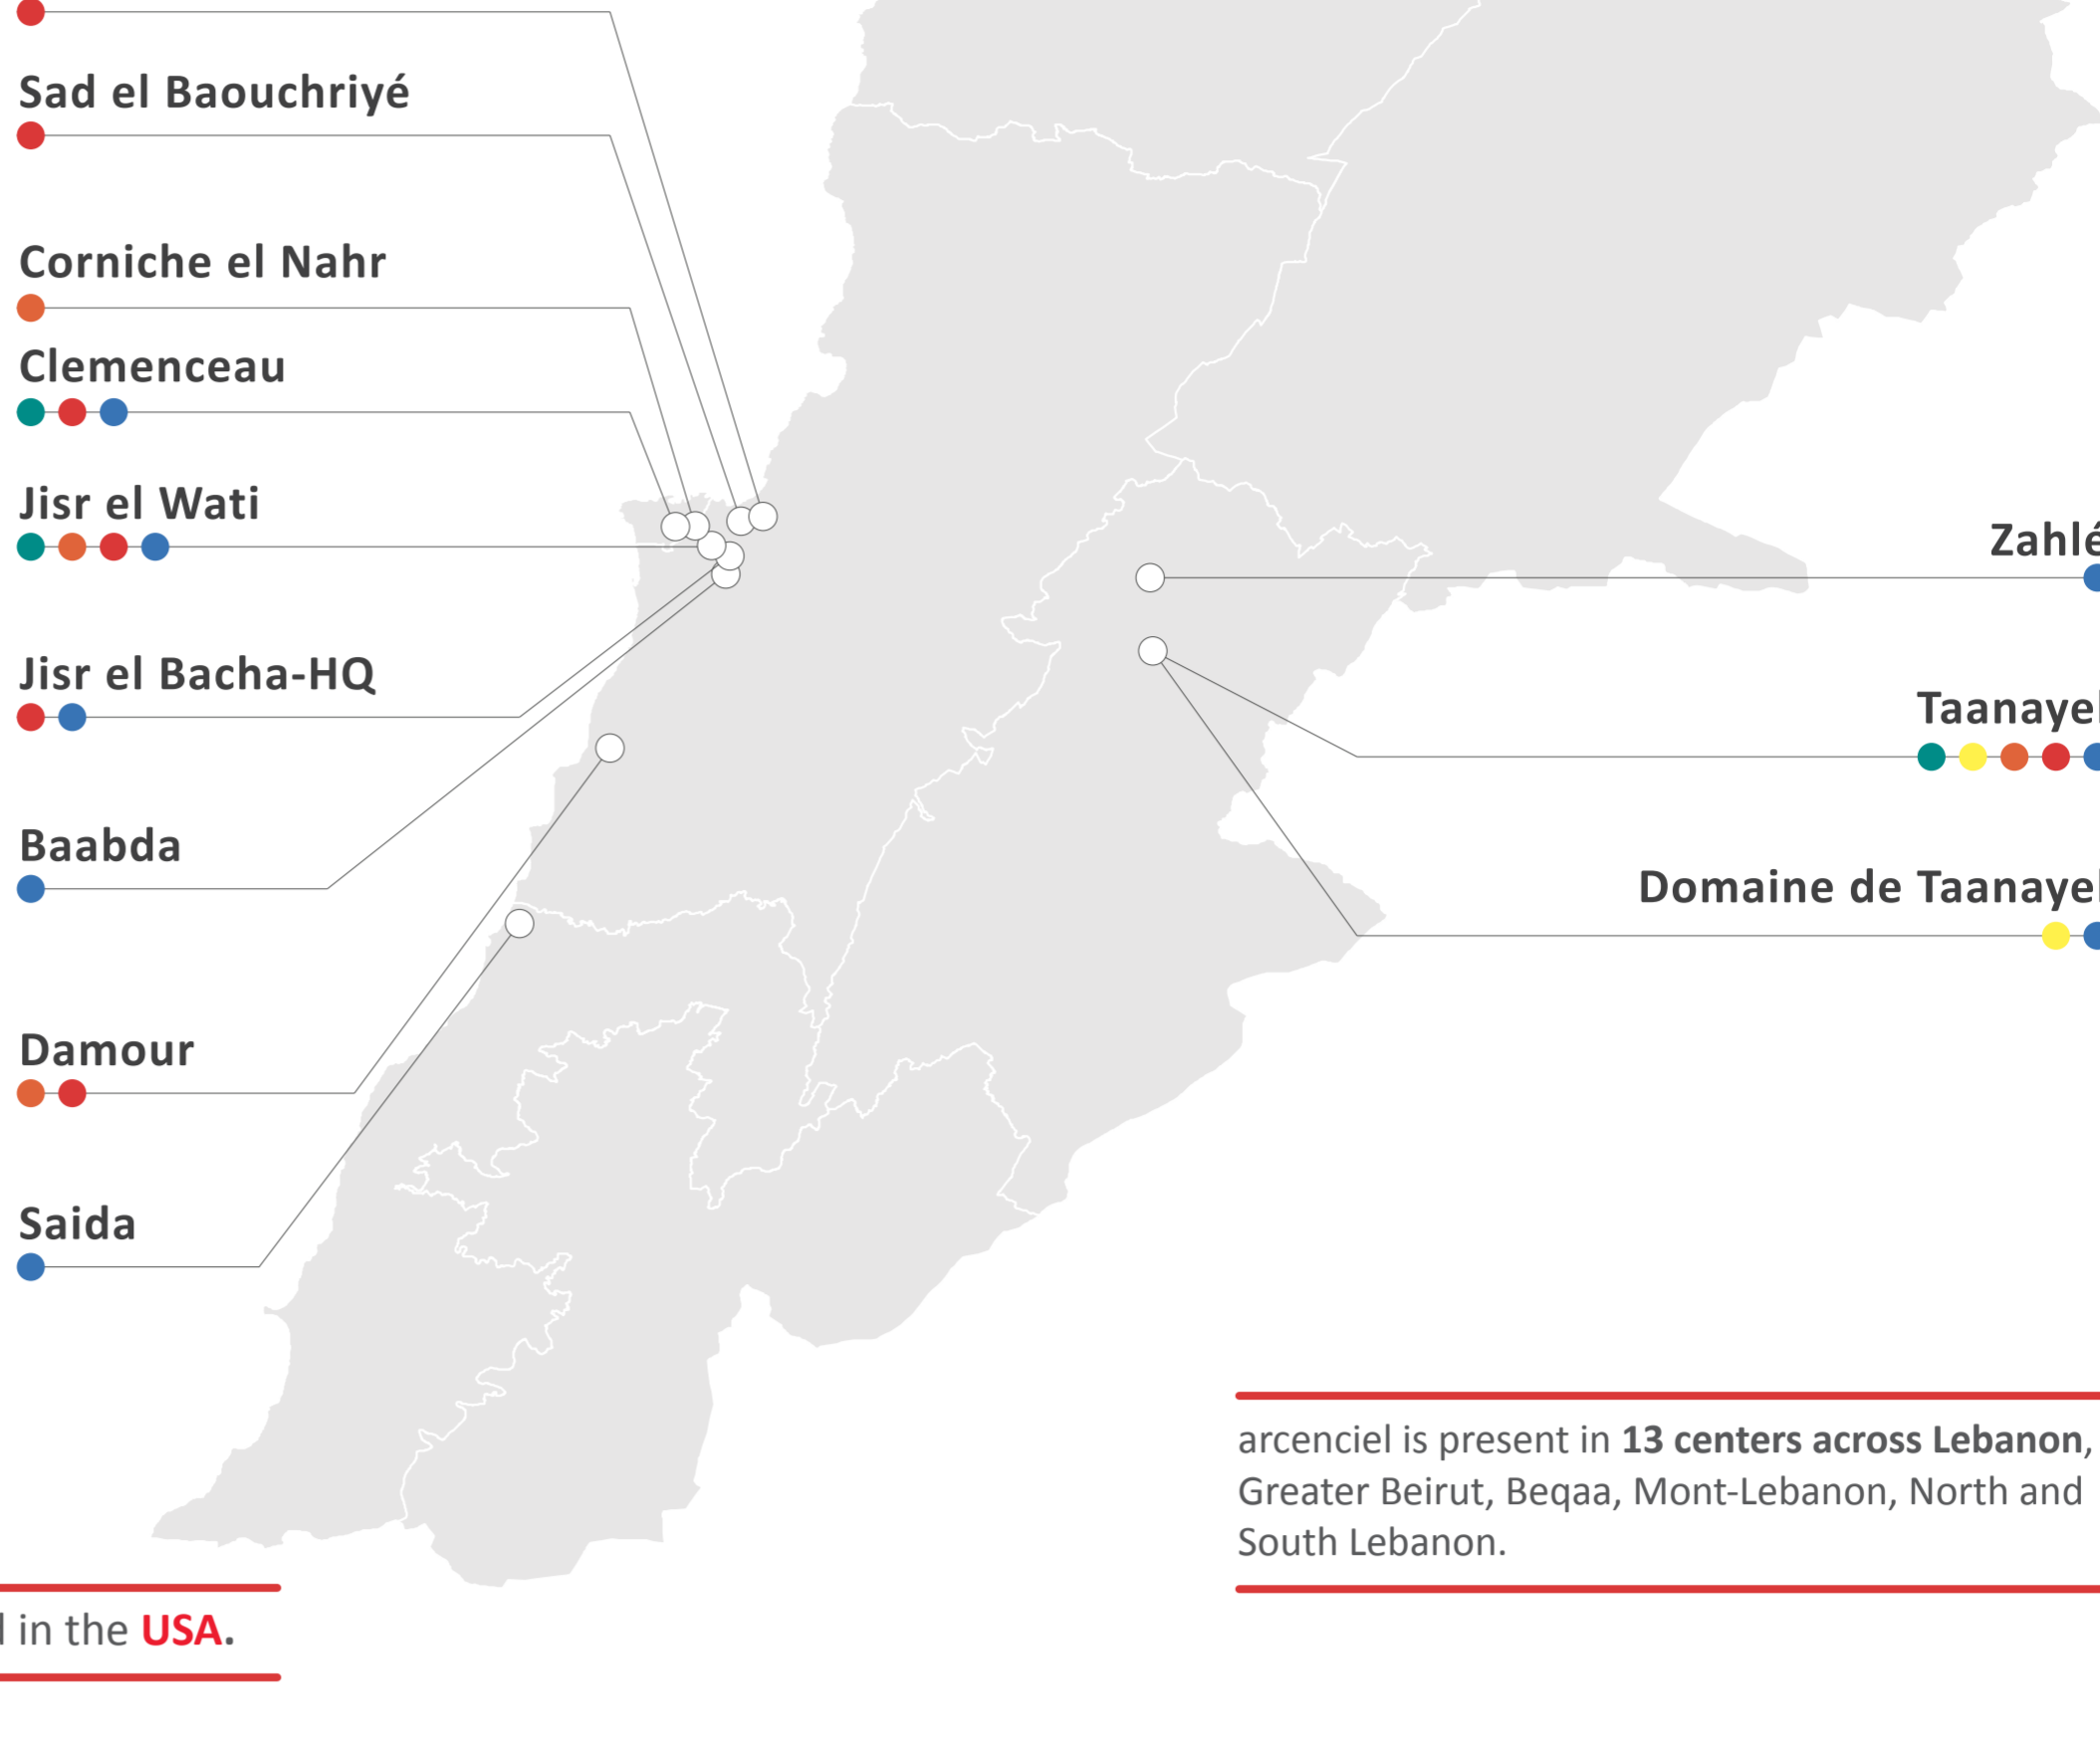 Sad el Baouchriyé
Corniche el Nahr
Clemenceau
Jisr el Wati
Jisr el Bacha-HQ
Baabda
Damour
Saida
Zahlé
Taanayel
Domaine de Taanayel
arcenciel is present in 13 centers across Lebanon,
Greater Beirut, Beqaa, Mont-Lebanon, North and
South Lebanon.
in the USA.